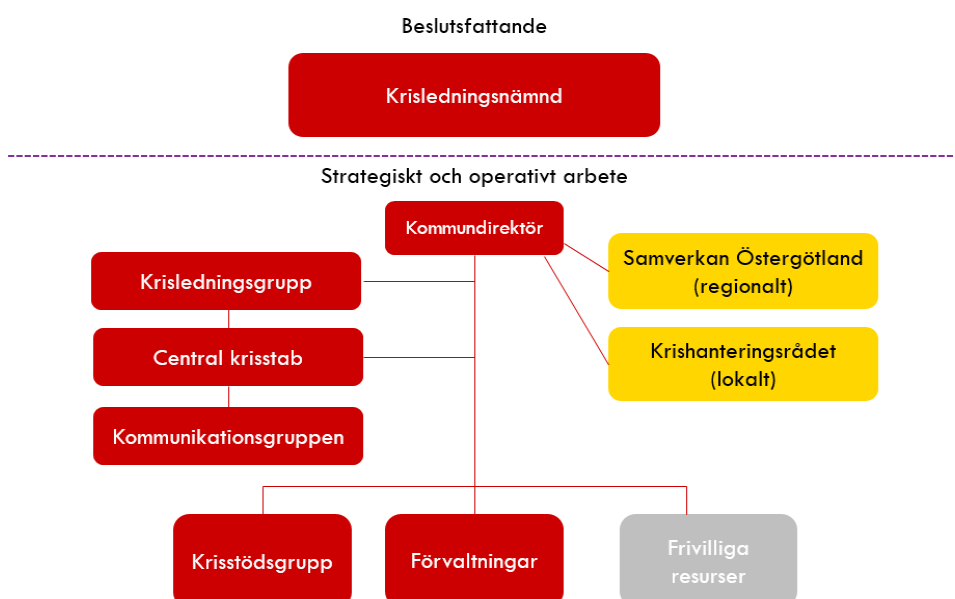 Beslutsfattande
Krisledningsnämnd
Strategiskt och operativt arbete
Kommundirektör
Samverkan Östergötland
(regionalt)
Krisledningsgrupp
Krishanteringsrådet
(lokalt)
Central krisstab
Kommunikationsgruppen
Krisstödsgrupp
Förvaltningar
Frivilliga
resurser